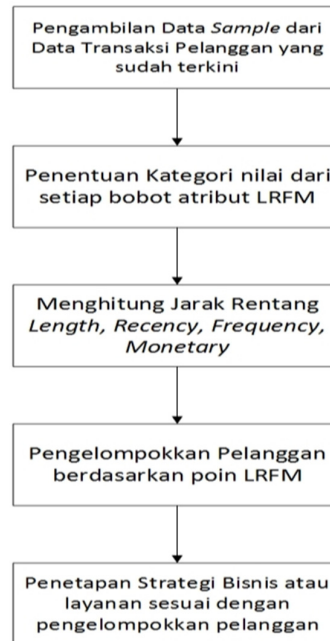 Pengambilan Data Sample dari
Data Transaksi Pelanggan yang
sudah terkini
Penentuan Kategori nilai dari
setiap bobot atribut LRFM
Menghitung Jarak Rentang
Length, Recency, Frequency,
Monetary
Pengelompokkan Pelanggan
berdasarkan poin LRFM
Penetapan Strategi Bisnis atau
layanan sesuai dengan
pengelompokkan pelanggan